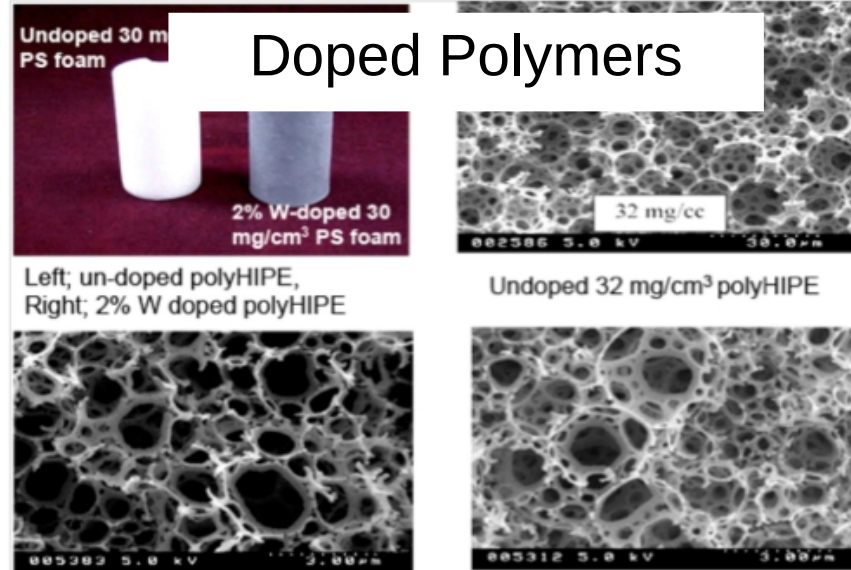 Doped Polymers
Undoped 30 m
PS foam
2% W-doped 30
mg/cm³ PS foam
32 mg/cc
002586 5.0 kV 30.0µm
Left; un-doped polyHIPE,
Right; 2% W doped polyHIPE
Undoped 32 mg/cm³ polyHIPE
005383 5.0 kV 3.00µm
005312 5.0 kV 3.00µm